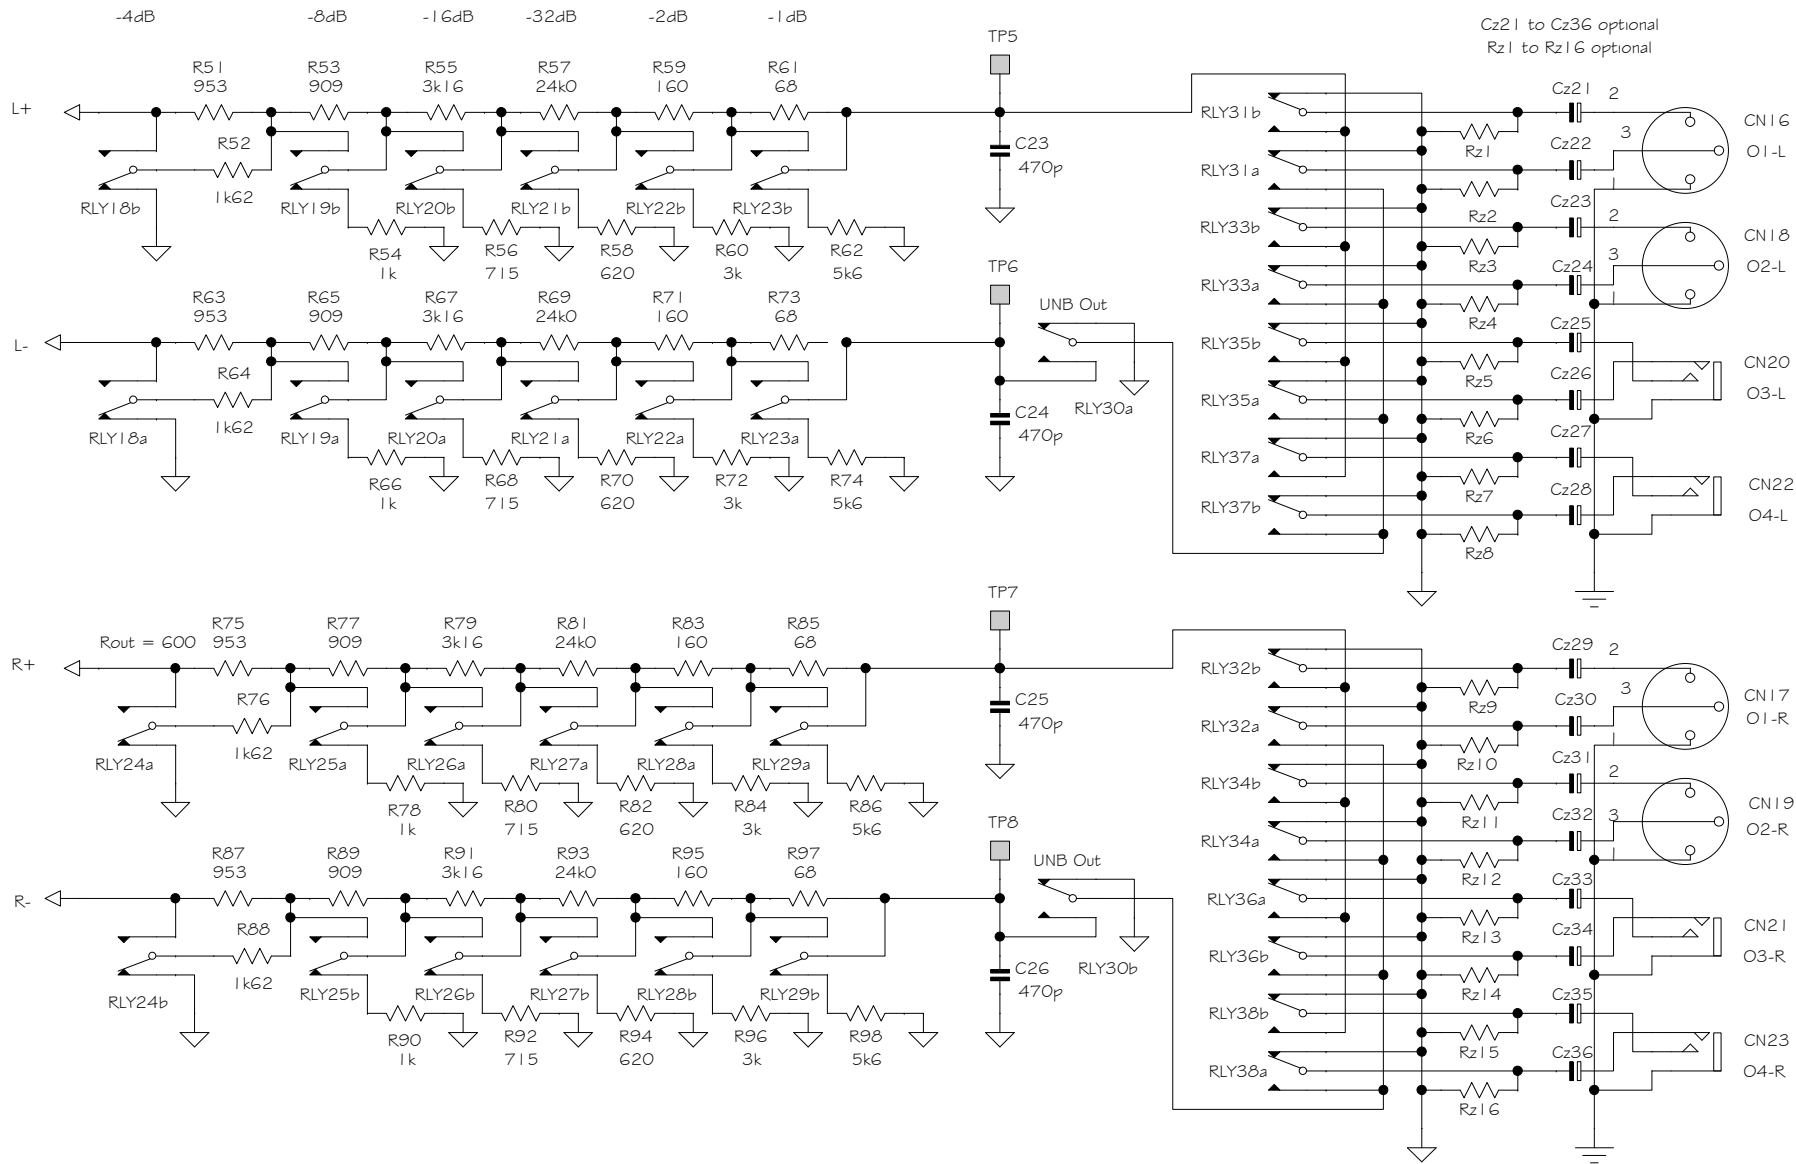 -4dB -8dB -16dB -32dB -2dB -1dB
Cz21 to Cz36 optional
Rz1 to Rz16 optional
TP5
R51 R53 R55 R57 R59 R61
953 909 3k16 24k0 160 68
L+
R52
1k62
RLY18b RLY19b RLY20b RLY21b RLY22b RLY23b
R54 R56 R58 R60 R62
1k 715 620 3k 5k6
C23
470p
TP6
UNB Out
R63 R65 R67 R69 R71 R73
953 909 3k16 24k0 160 68
L-
R64
1k62
RLY18a RLY19a RLY20a RLY21a RLY22a RLY23a
R66 R68 R70 R72 R74
1k 715 620 3k 5k6
C24
470p
RLY30a
RLY31b
RLY31a
RLY33b
RLY33a
RLY35b
RLY35a
RLY37a
RLY37b
Rz1
Rz2
Rz3
Rz4
Rz5
Rz6
Rz7
Rz8
Cz21
Cz22
Cz23
Cz24
Cz25
Cz26
Cz27
Cz28
2
3
1
2
3
1
CN16
O1-L
CN18
O2-L
CN20
O3-L
CN22
O4-L
TP7
R75 R77 R79 R81 R83 R85
Rout = 600 953 909 3k16 24k0 160 68
R+
R76
1k62
RLY24a RLY25a RLY26a RLY27a RLY28a RLY29a
R78 R80 R82 R84 R86
1k 715 620 3k 5k6
C25
470p
TP8
UNB Out
R87 R89 R91 R93 R95 R97
953 909 3k16 24k0 160 68
R-
R88
1k62
RLY24b RLY25b RLY26b RLY27b RLY28b RLY29b
R90 R92 R94 R96 R98
1k 715 620 3k 5k6
C26
470p
RLY30b
RLY32b
RLY32a
RLY34b
RLY34a
RLY36a
RLY36b
RLY38b
RLY38a
Rz9
Rz10
Rz11
Rz12
Rz13
Rz14
Rz15
Rz16
Cz29
Cz30
Cz31
Cz32
Cz33
Cz34
Cz35
Cz36
2
3
1
2
3
1
CN17
O1-R
CN19
O2-R
CN21
O3-R
CN23
O4-R